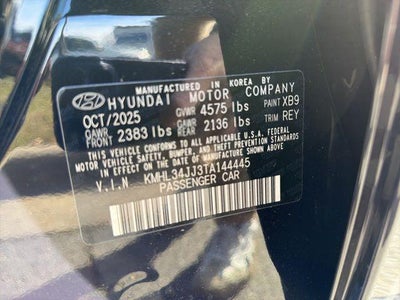 MANUFACTURED IN KOREA BY
HYUNDAI MOTOR COMPANY
OCT/2025 GVWR 4575 lbs PAINT XB9
GAWR FRONT 2383 lbs GAWR REAR 2136 lbs TRIM REY
THIS VEHICLE CONFORMS TO ALL APPLICABLE U.S.A. FEDERAL
MOTOR VEHICLE SAFETY, BUMPER, AND THEFT PREVENTION
STANDARDS IN EFFECT ON THE DATE OF MANUFACTURE SHOWN ABOVE.
V.I.N KMHL34JJ3TA144445
PASSENGER CAR